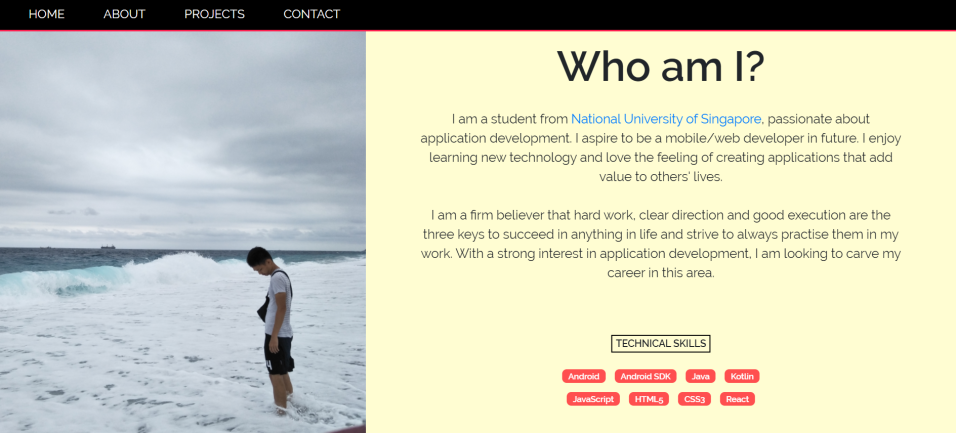 HOME ABOUT PROJECTS CONTACT
Who am I?
I am a student from National University of Singapore, passionate about
application development. I aspire to be a mobile/web developer in future. I enjoy
learning new technology and love the feeling of creating applications that add
value to others' lives.
I am a firm believer that hard work, clear direction and good execution are the
three keys to succeed in anything in life and strive to always practise them in my
work. With a strong interest in application development, I am looking to carve my
career in this area.
TECHNICAL SKILLS
Android Android SDK Java Kotlin
JavaScript HTML5 CSS3 React